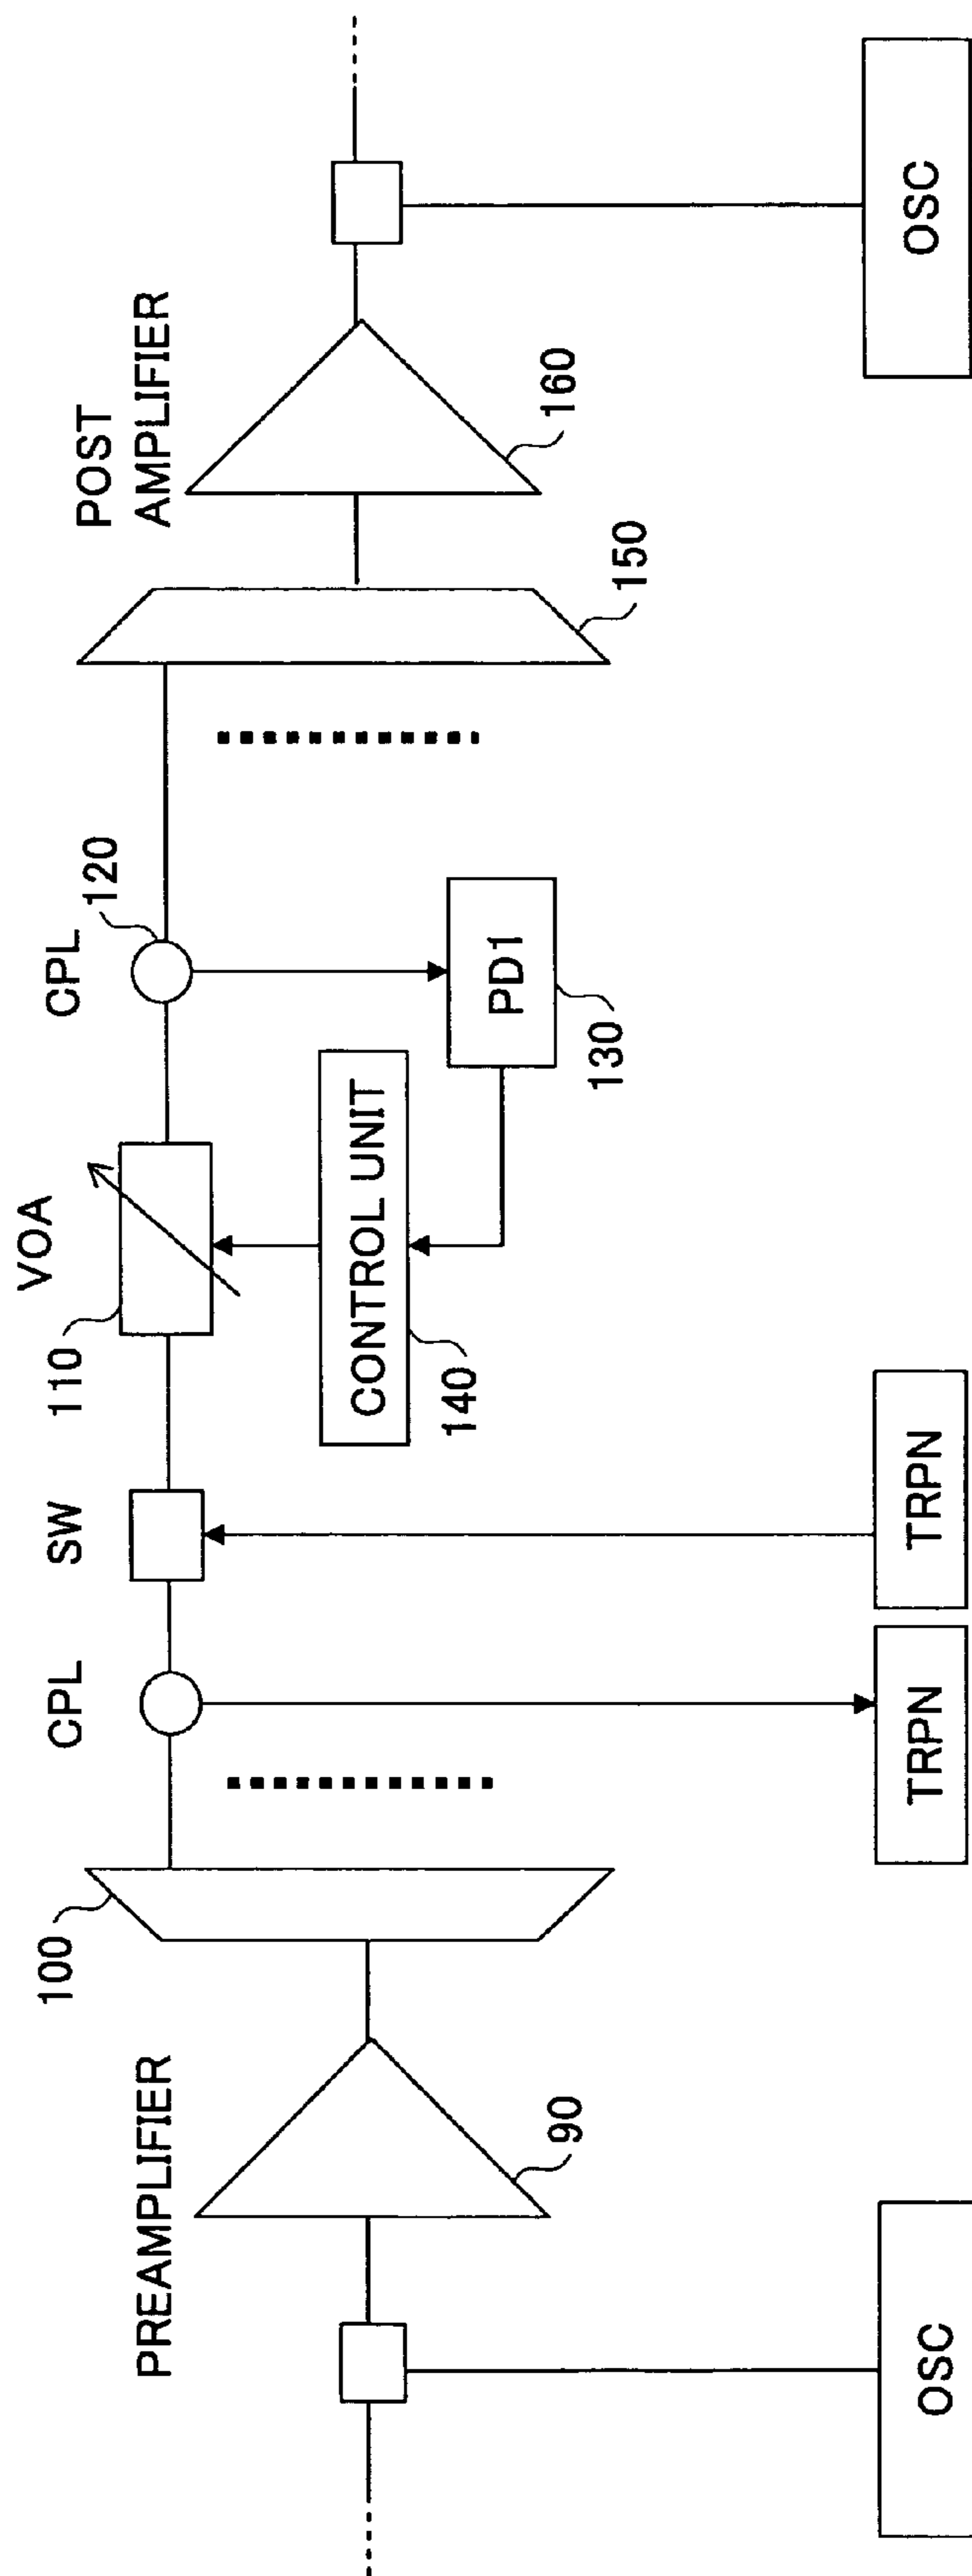 PREAMPLIFIER
90
100
CPL
SW
110
VOA
CPL
120
POST
AMPLIFIER
150
160
CONTROL UNIT
140
PD1
130
OSC
TRPN
TRPN
OSC